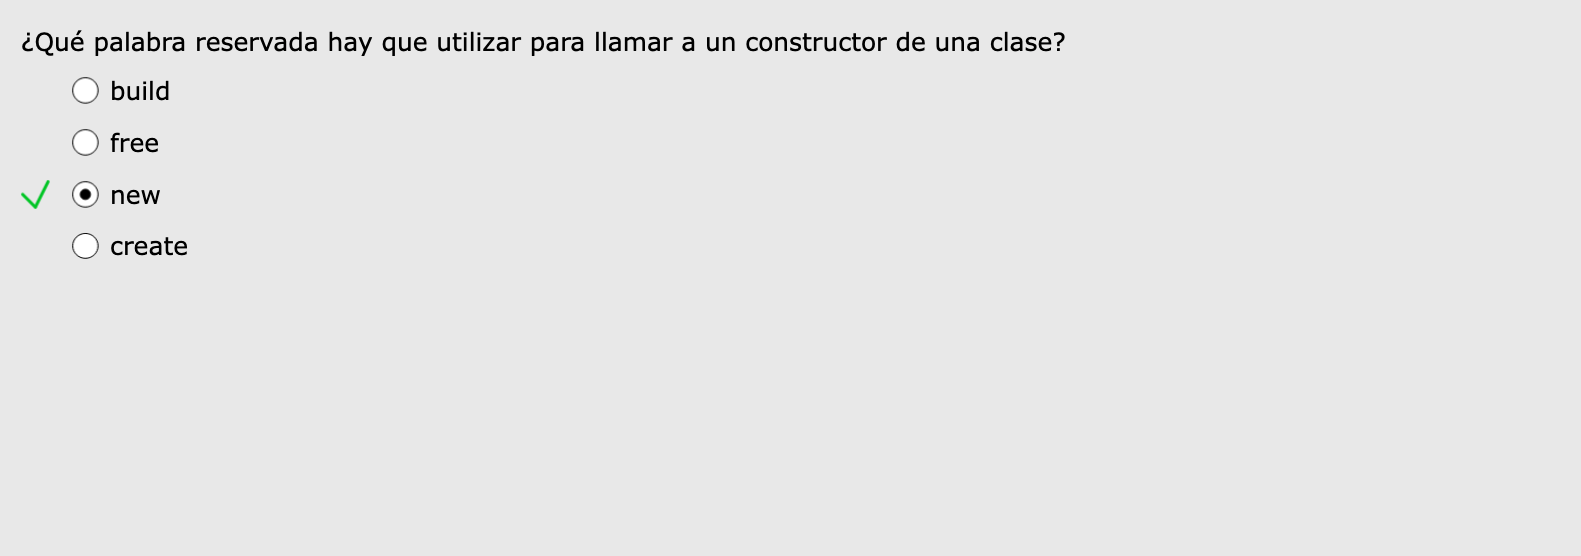 ¿Qué palabra reservada hay que utilizar para llamar a un constructor de una clase?
build
free
new
create